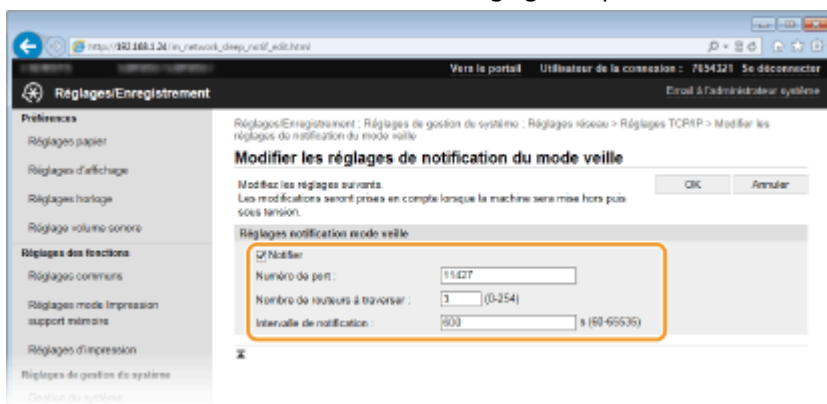 http://192.168.1.24/m_network_deep_notif_edit.html
Vers le portail Utilisateur de la connexion : 7654321 Se déconnecter
Réglages/Enregistrement
Email à l'administrateur système
Préférences
Réglages papier
Réglages d'affichage
Réglages horloge
Réglage volume sonore
Réglages des fonctions
Réglages communs
Réglages mode Impression
support mémoire
Réglages d'impression
Réglages de gestion du système
Gestion du système
Réglages/Enregistrement : Réglages de gestion du système : Réglages réseau > Réglages TCP/IP > Modifier les
réglages de notification du mode veille
Modifier les réglages de notification du mode veille
Modifiez les réglages suivants.
Les modifications seront prises en compte lorsque la machine sera mise hors puis
sous tension.
OK Annuler
Réglages notification mode veille
Notifier
Numéro de port : 11427
Nombre de routeurs à traverser : 3 (0-254)
Intervalle de notification : 600 s (60-65535)